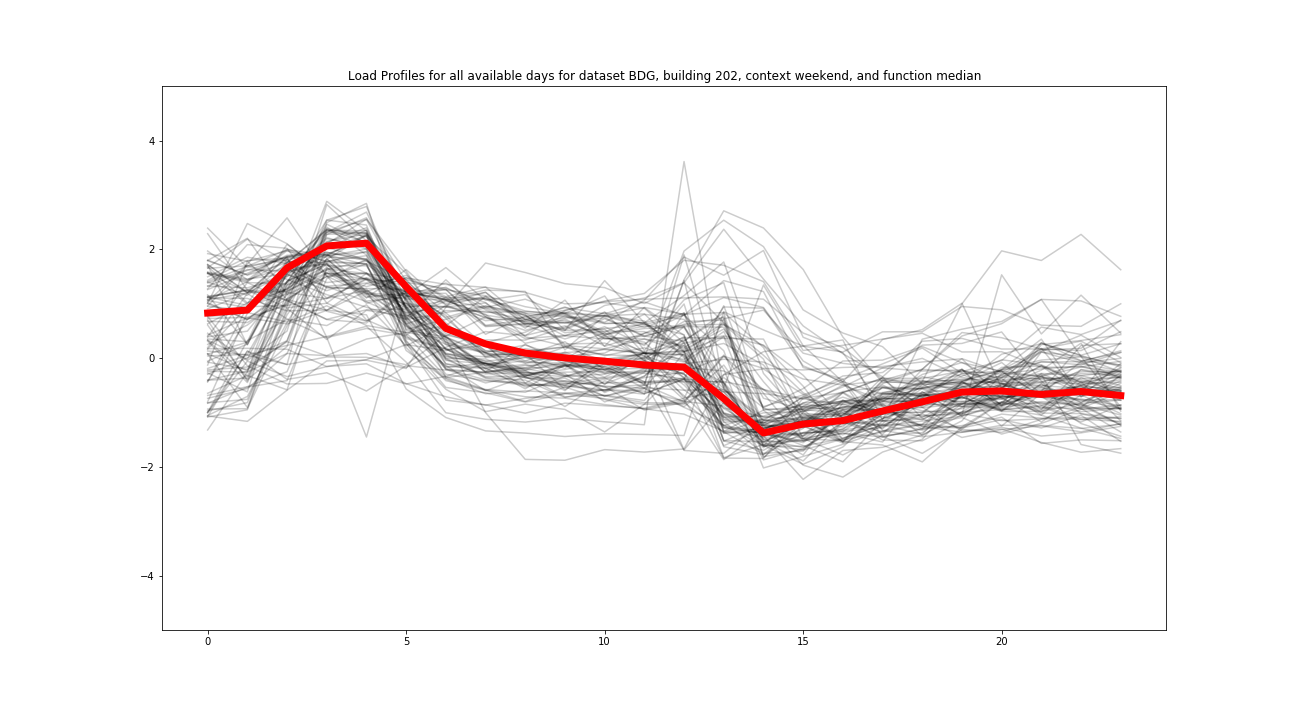 Load Profiles for all available days for dataset BDG, building 202, context weekend, and function median
4
2
0
−2
−4
0 5 10 15 20